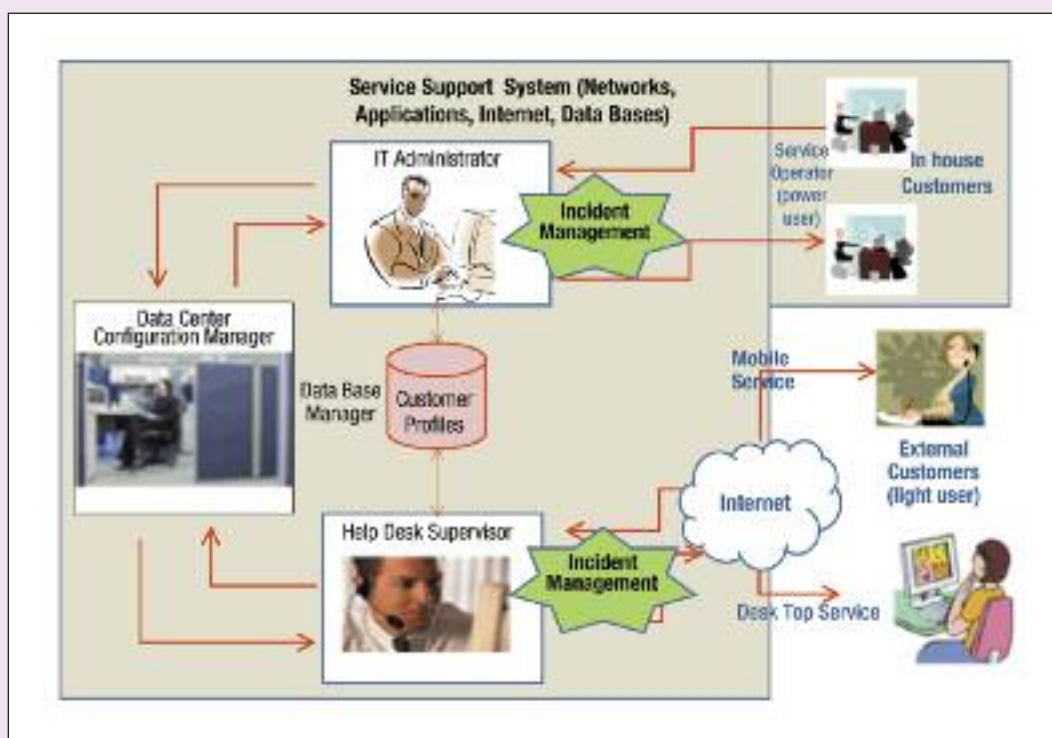 Service Support System (Networks,
Applications, Internet, Data Bases)
IT Administrator
Incident
Management
Service
Operator
(power
user)
In house
Customers
Data Center
Configuration Manager
Data Base
Manager
Customer
Profiles
Mobile
Service
External
Customers
(light user)
Internet
Help Desk Supervisor
Incident
Management
Desk Top Service